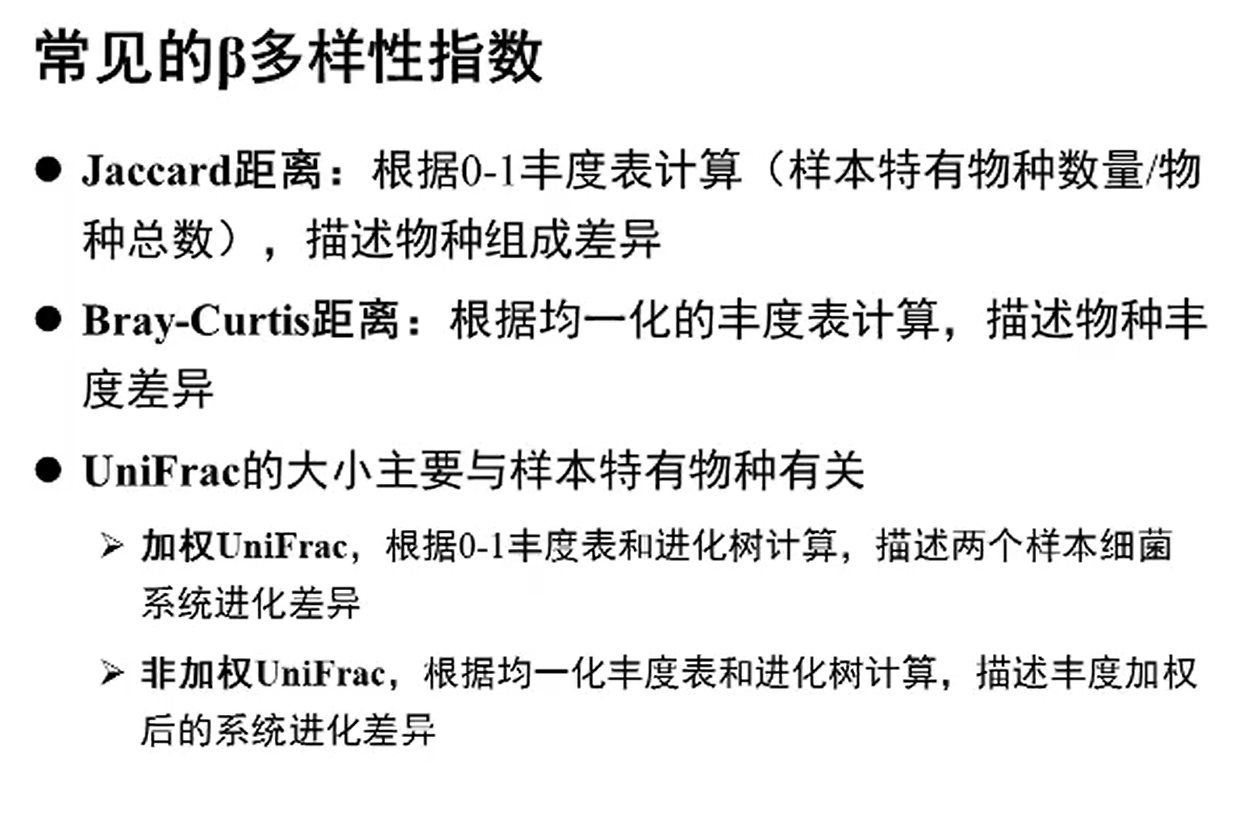 常见的β多样性指数
● Jaccard距离：根据0-1丰度表计算（样本特有物种数量/物
种总数），描述物种组成差异
● Bray-Curtis距离：根据均一化的丰度表计算，描述物种丰
度差异
● UniFrac的大小主要与样本特有物种有关
➢ 加权UniFrac，根据0-1丰度表和进化树计算，描述两个样本细菌
系统进化差异
➢ 非加权UniFrac，根据均一化丰度表和进化树计算，描述丰度加权
后的系统进化差异